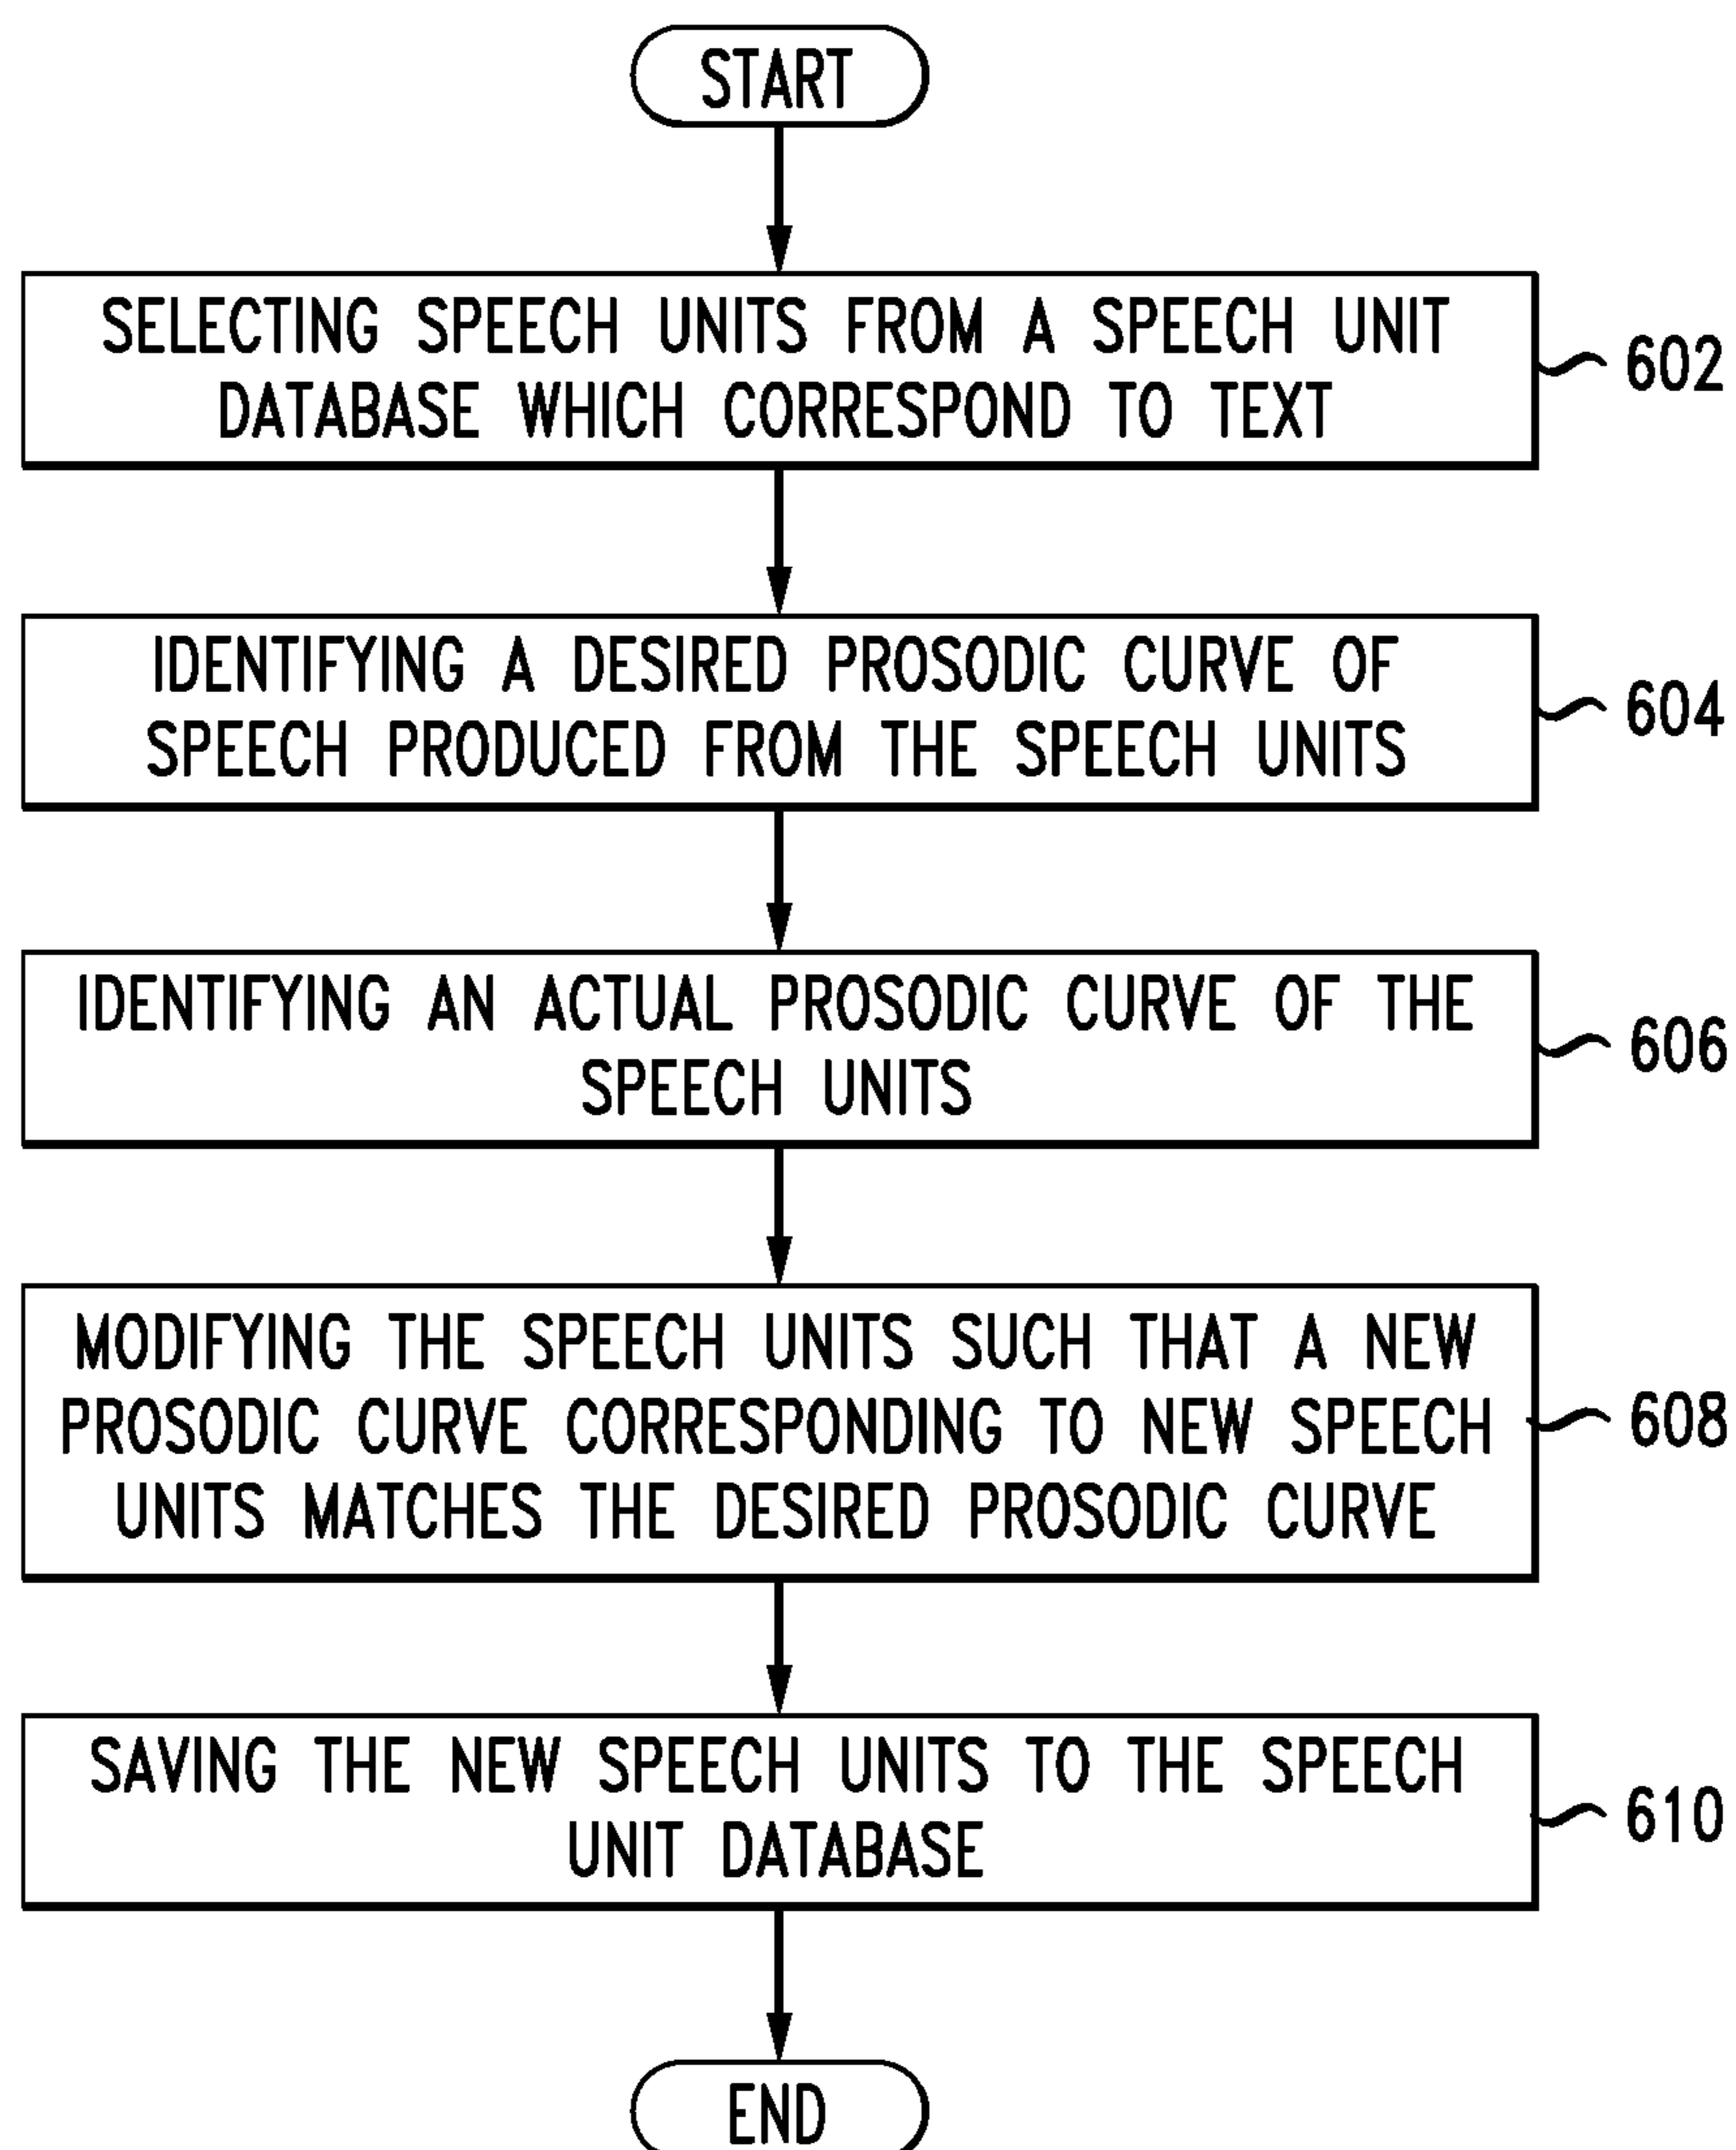 START
SELECTING SPEECH UNITS FROM A SPEECH UNIT
DATABASE WHICH CORRESPOND TO TEXT
602
IDENTIFYING A DESIRED PROSODIC CURVE OF
SPEECH PRODUCED FROM THE SPEECH UNITS
604
IDENTIFYING AN ACTUAL PROSODIC CURVE OF THE
SPEECH UNITS
606
MODIFYING THE SPEECH UNITS SUCH THAT A NEW
PROSODIC CURVE CORRESPONDING TO NEW SPEECH
UNITS MATCHES THE DESIRED PROSODIC CURVE
608
SAVING THE NEW SPEECH UNITS TO THE SPEECH
UNIT DATABASE
610
END